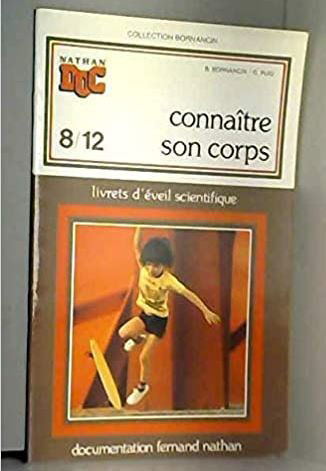 COLLECTION BORNANCIN
NATHAN
DOC
B. BORNANCIN / G. PUIG
8/12
connaître
son corps
livrets d'éveil scientifique
documentation fernand nathan